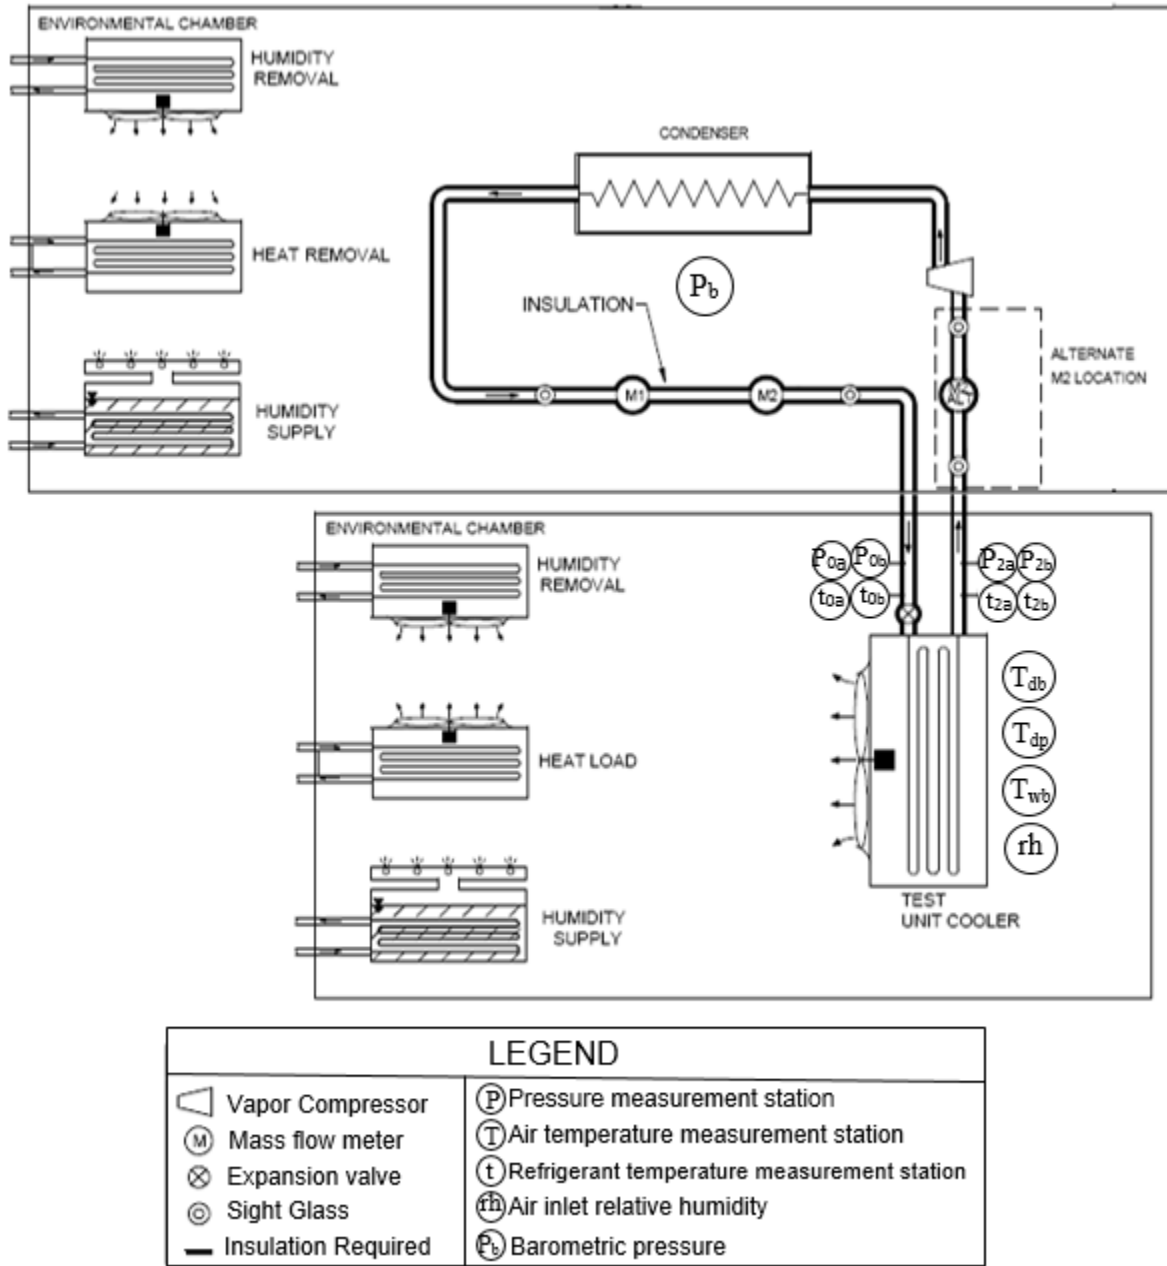 ENVIRONMENTAL CHAMBER
HUMIDITY
REMOVAL
CONDENSER
HEAT REMOVAL
Pb
INSULATION
ALTERNATE
M2 LOCATION
M1
M2
M2
ALT
HUMIDITY
SUPPLY
ENVIRONMENTAL CHAMBER
HUMIDITY
REMOVAL
P0a P0b
P2a P2b
t0a t0b
t2a t2b
Tdb
Tdp
HEAT LOAD
Twb
rh
TEST
UNIT COOLER
HUMIDITY
SUPPLY
LEGEND
Vapor Compressor
M Mass flow meter
Expansion valve
Sight Glass
Insulation Required
P Pressure measurement station
T Air temperature measurement station
t Refrigerant temperature measurement station
rh Air inlet relative humidity
Pb Barometric pressure